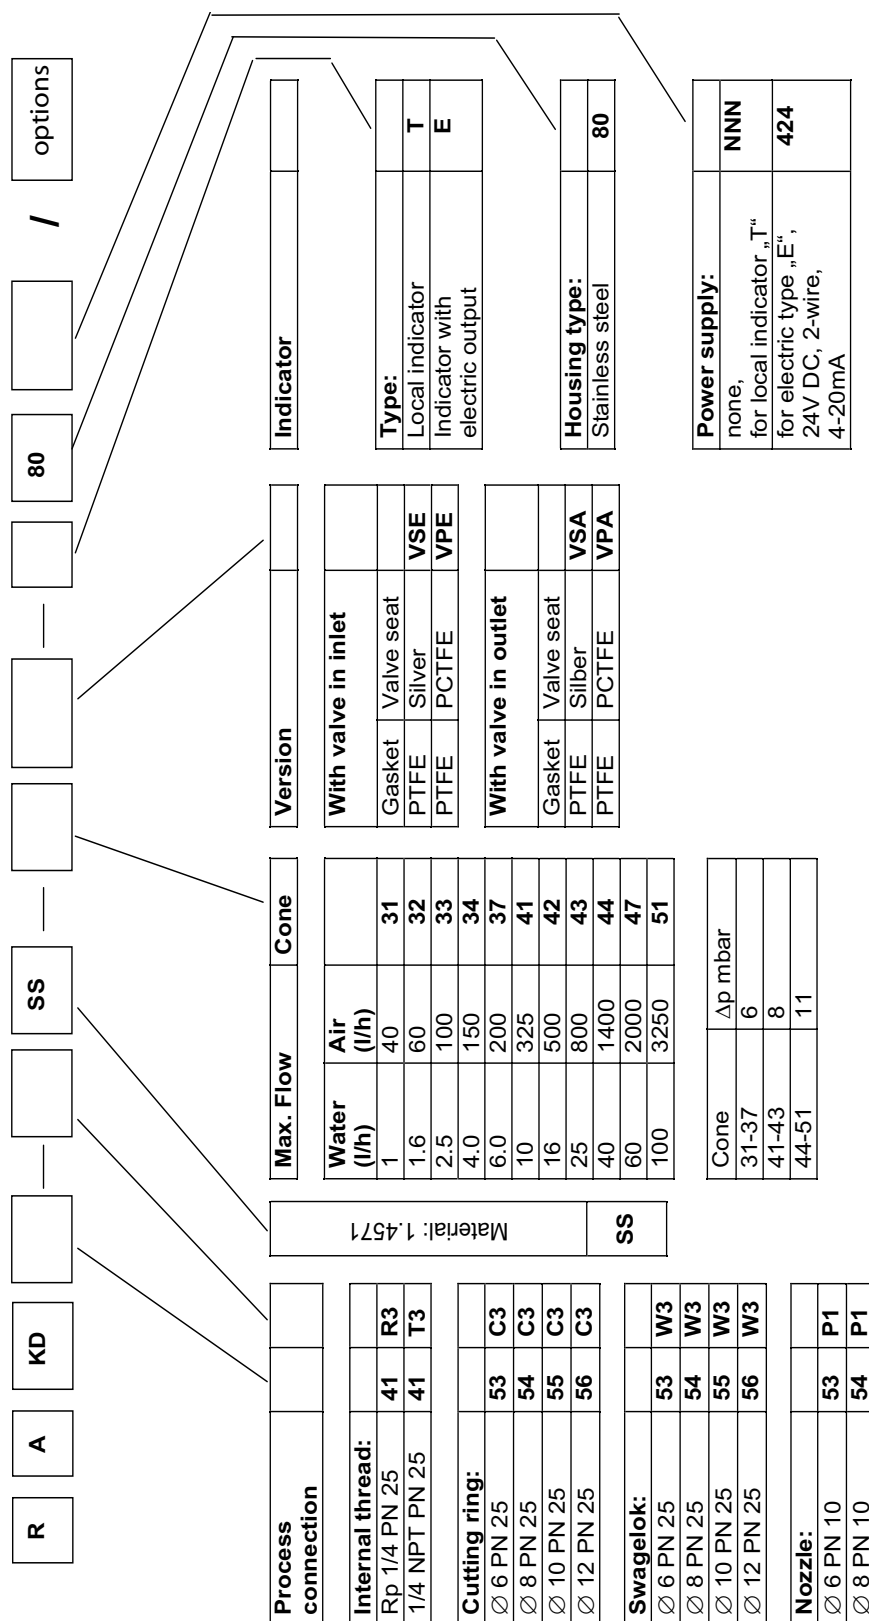 R A KD — SS — — 80 / options
Process
connection
Internal thread:
Rp 1/4 PN 25 41 R3
1/4 NPT PN 25 41 T3
Cutting ring:
∅ 6 PN 25 53 C3
∅ 8 PN 25 54 C3
∅ 10 PN 25 55 C3
∅ 12 PN 25 56 C3
Swagelok:
∅ 6 PN 25 53 W3
∅ 8 PN 25 54 W3
∅ 10 PN 25 55 W3
∅ 12 PN 25 56 W3
Nozzle:
∅ 6 PN 10 53 P1
∅ 8 PN 10 54 P1
Material: 1.4571
SS
Max. Flow Cone
Water Air
(l/h) (l/h)
1 40 31
1.6 60 32
2.5 100 33
4.0 150 34
6.0 200 37
10 325 41
16 500 42
25 800 43
40 1400 44
60 2000 47
100 3250 51
Cone Δp mbar
31-37 6
41-43 8
44-51 11
Version
With valve in inlet
Gasket Valve seat
PTFE Silver VSE
PTFE PCTFE VPE
With valve in outlet
Gasket Valve seat
PTFE Silber VSA
PTFE PCTFE VPA
Indicator
Type:
Local indicator T
Indicator with E
electric output
Housing type:
Stainless steel 80
Power supply:
none, NNN
for local indicator „T“
for electric type „E“, 424
24V DC, 2-wire,
4-20mA